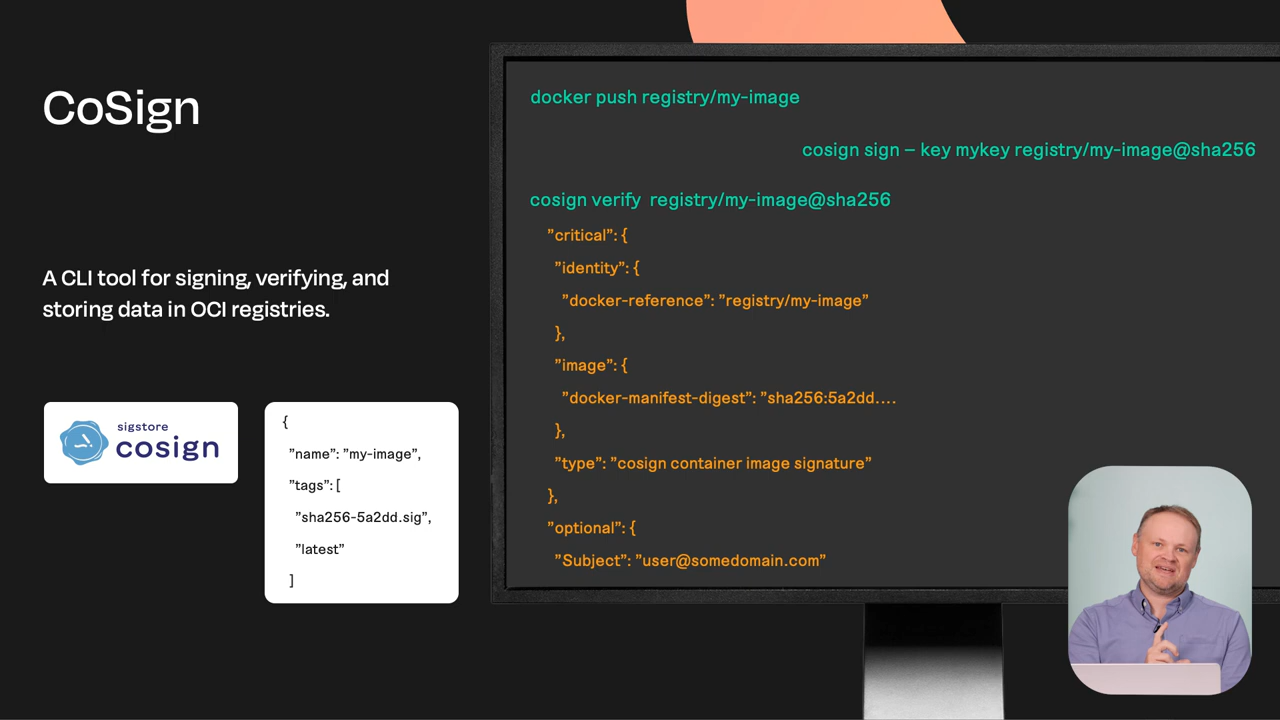 CoSign
A CLI tool for signing, verifying, and
storing data in OCI registries.
sigstore
cosign
{
"name": "my-image",
"tags": [
"sha256-5a2dd.sig",
"latest"
]
docker push registry/my-image
cosign sign – key mykey registry/my-image@sha256
cosign verify  registry/my-image@sha256
”critical”: {
”identity”: {
”docker-reference”: ”registry/my-image”
},
”image”: {
”docker-manifest-digest”: ”sha256:5a2dd....
},
”type”: ”cosign container image signature”
},
”optional”: {
”Subject”: ”user@somedomain.com”